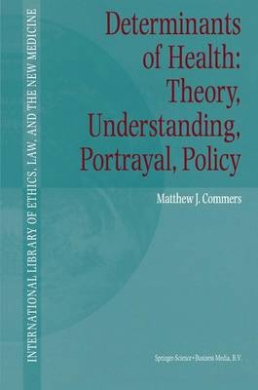 INTERNATIONAL LIBRARY OF ETHICS, LAW, AND THE NEW MEDICINE
Determinants
of Health:
Theory,
Understanding,
Portrayal, Policy
Matthew J. Commers
Springer-Science+Business Media, B.V.